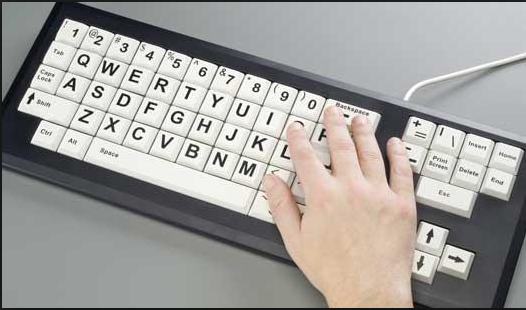 ! 1 @ 2 # 3 $ 4 % 5 ^ 6 & 7 * 8 ( 9 ) 0 Backspace + = | \ Insert Home
Tab Q W E R T Y U I Print Screen Delete End
Caps Lock A S D F G H J K L Esc
Shift Z X C V B N M
Ctrl Alt Space